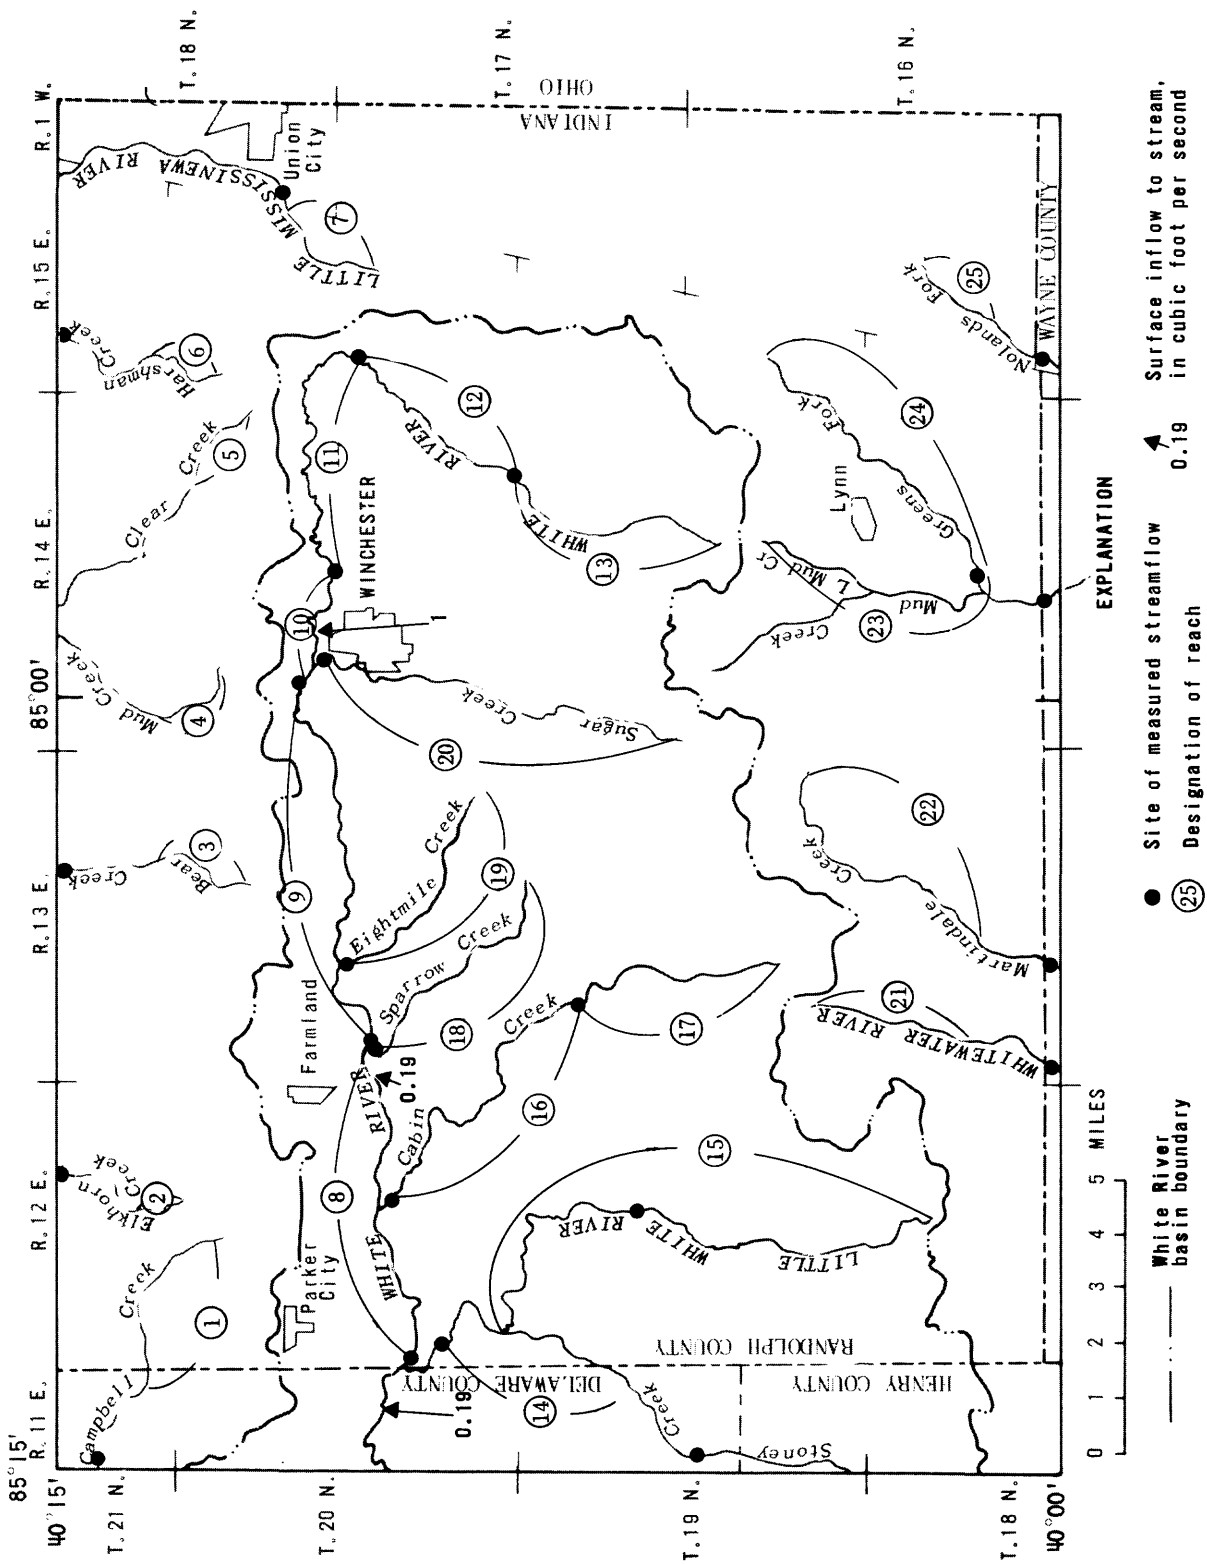 85°15'
R. 11 E.
R. 12 E.
R. 13 E.
85°00'
R. 14 E.
R. 15 E.
R. 1 W.
40°15'
T. 21 N.
T. 20 N.
T. 19 N.
T. 18 N.
40°00'
T. 18 N.
T. 17 N.
T. 16 N.
Campbell Creek
1
Elkhorn Creek
2
Bear Creek
3
Mud Creek
4
Clear Creek
5
Harshman Creek
6
LITTLE MISSISSINEWA RIVER
7
Union City
INDIANA
OHIO
Parker City
Farmland
WINCHESTER
8
9
10
11
12
13
1
WHITE RIVER
WHITE RIVER
0.19
0.19
Cabin Creek
Sparrow Creek
Eightmile Creek
Sugar Creek
14
15
16
17
18
19
20
Stoney Creek
LITTLE WHITE RIVER
DELAWARE COUNTY
RANDOLPH COUNTY
HENRY COUNTY
WAYNE COUNTY
WHITEWATER RIVER
21
Martindale Creek
22
Mud Creek
L. Mud Cr
23
Lynn
Greens Fork
24
Nolands Fork
25
0 1 2 3 4 5 MILES
EXPLANATION
White River
basin boundary
Site of measured streamflow
25 Designation of reach
0.19 Surface inflow to stream,
in cubic foot per second